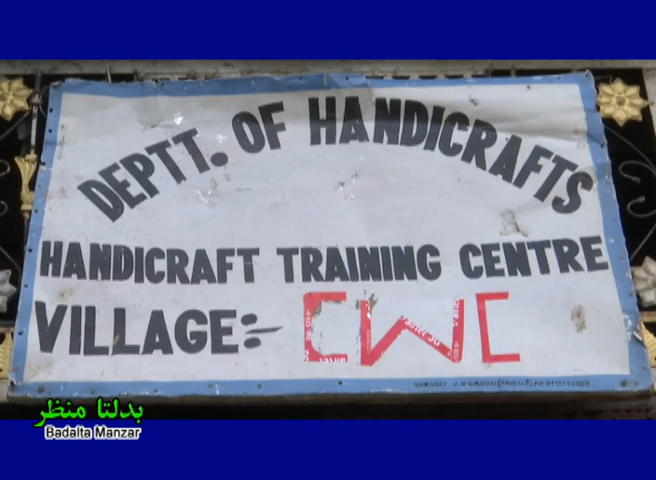 DEPTT. OF HANDICRAFTS
HANDICRAFT TRAINING CENTRE
VILLAGE:- CWC
بدلتا منظر
Badalta Manzar